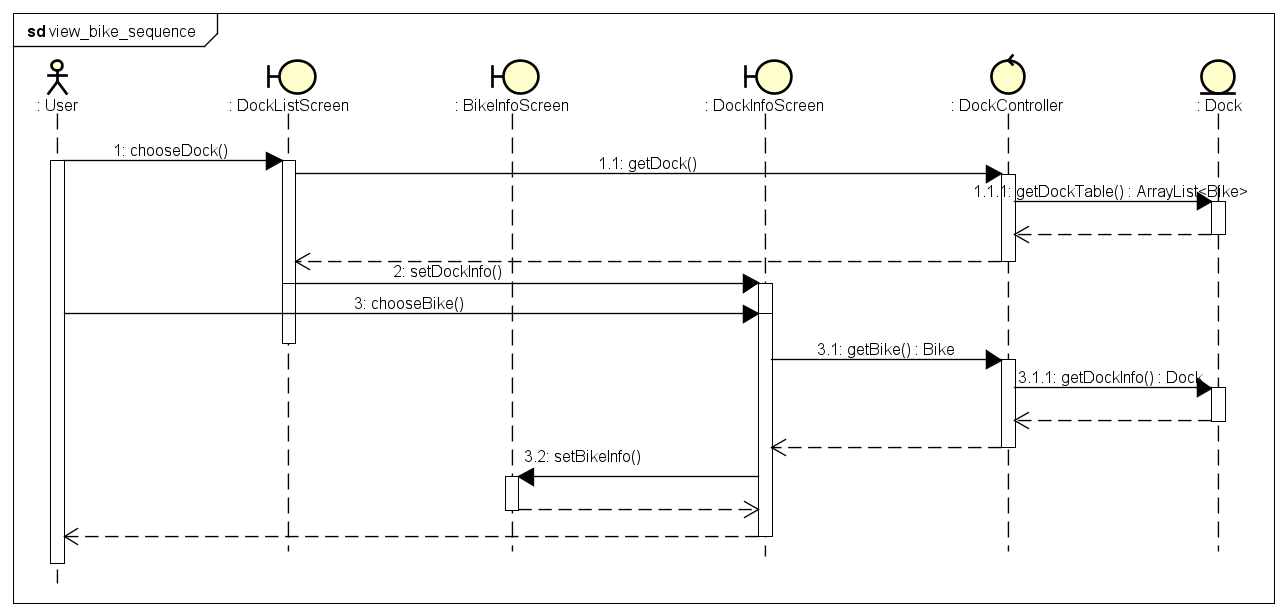 sd view_bike_sequence
: User
: DockListScreen
: BikeInfoScreen
: DockInfoScreen
: DockController
: Dock
1: chooseDock()
1.1: getDock()
1.1.1: getDockTable() : ArrayList<Bike>
2: setDockInfo()
3: chooseBike()
3.1: getBike() : Bike
3.1.1: getDockInfo() : Dock
3.2: setBikeInfo()